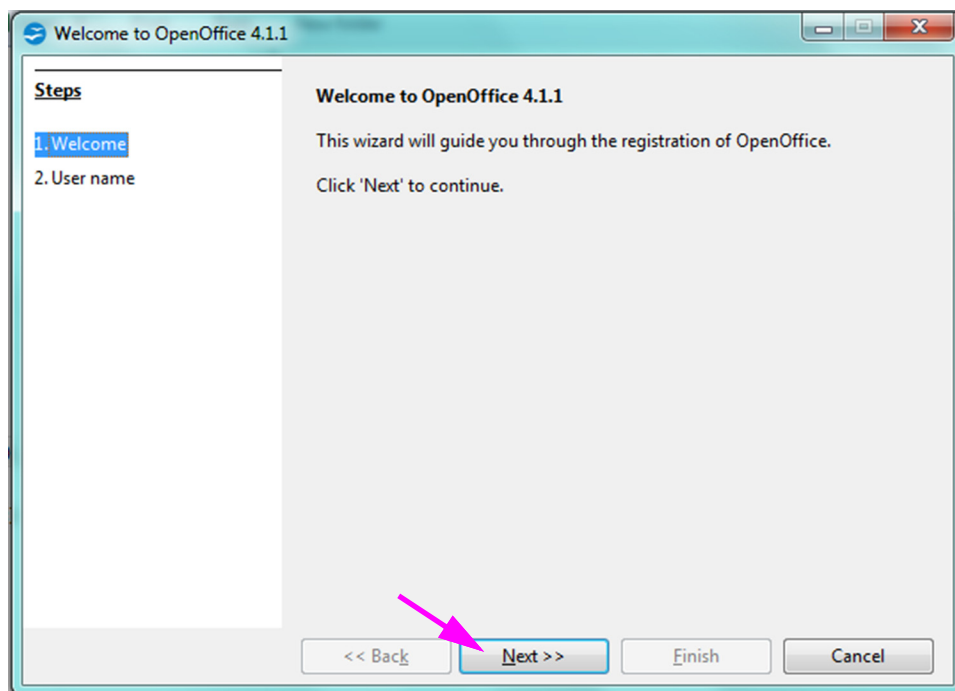 Welcome to OpenOffice 4.1.1
Steps
1. Welcome
2. User name
Welcome to OpenOffice 4.1.1
This wizard will guide you through the registration of OpenOffice.
Click 'Next' to continue.
<< Back
Next >>
Finish
Cancel